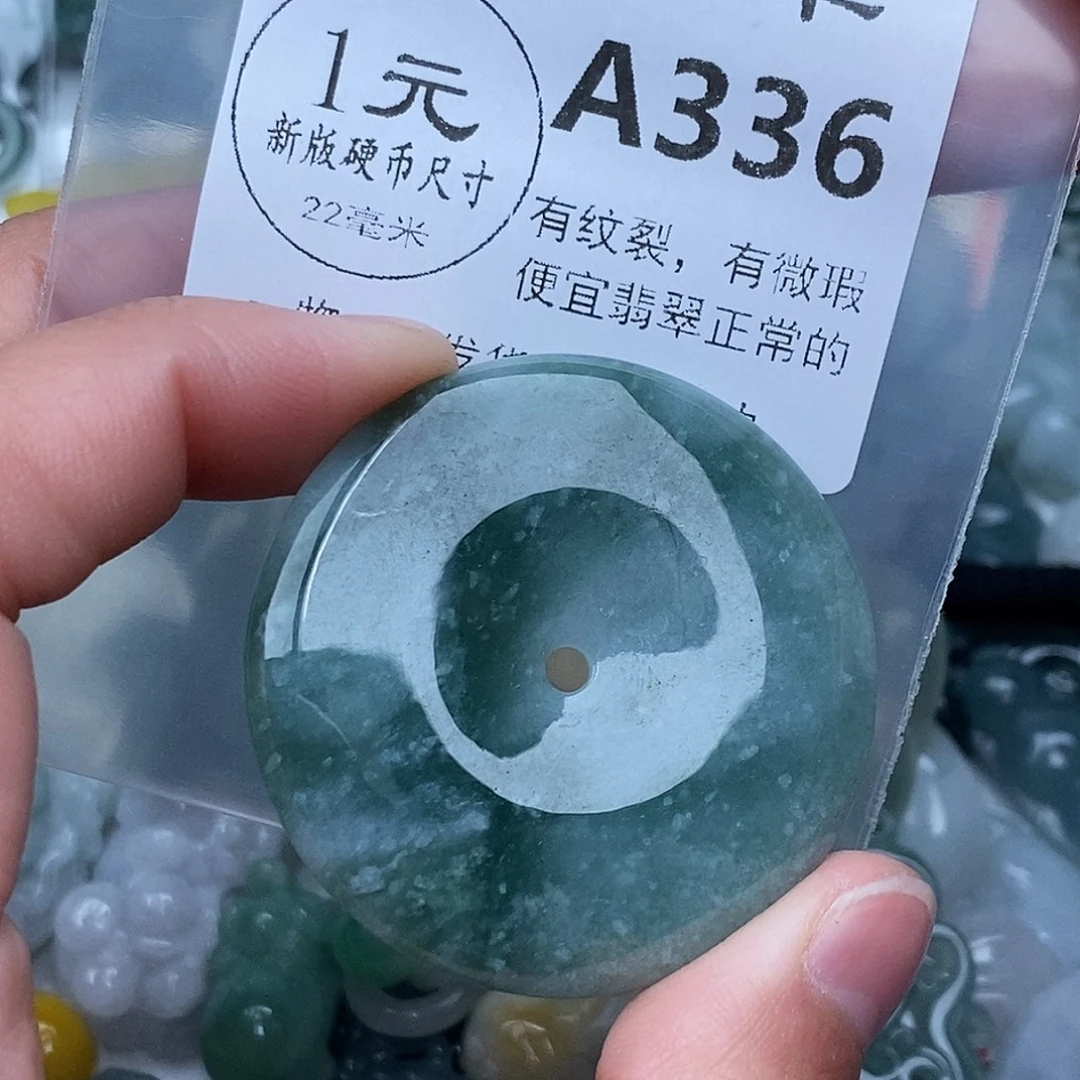 1元
新版硬币尺寸
22毫米
A336
有纹裂，有微瑕
便宜翡翠正常的